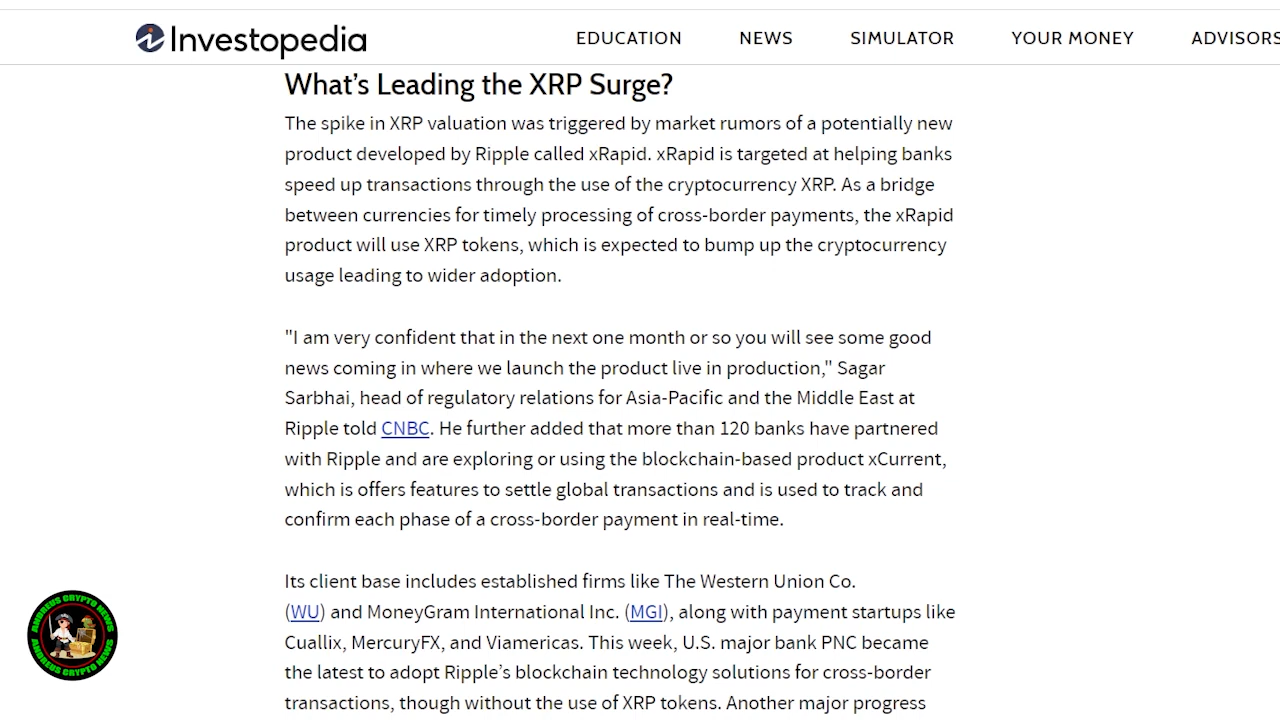 Investopedia
EDUCATION NEWS SIMULATOR YOUR MONEY ADVISORS
What's Leading the XRP Surge?
The spike in XRP valuation was triggered by market rumors of a potentially new
product developed by Ripple called xRapid. xRapid is targeted at helping banks
speed up transactions through the use of the cryptocurrency XRP. As a bridge
between currencies for timely processing of cross-border payments, the xRapid
product will use XRP tokens, which is expected to bump up the cryptocurrency
usage leading to wider adoption.
"I am very confident that in the next one month or so you will see some good
news coming in where we launch the product live in production," Sagar
Sarbhai, head of regulatory relations for Asia-Pacific and the Middle East at
Ripple told CNBC. He further added that more than 120 banks have partnered
with Ripple and are exploring or using the blockchain-based product xCurrent,
which is offers features to settle global transactions and is used to track and
confirm each phase of a cross-border payment in real-time.
Its client base includes established firms like The Western Union Co.
(WU) and MoneyGram International Inc. (MGI), along with payment startups like
Cuallix, MercuryFX, and Viamericas. This week, U.S. major bank PNC became
the latest to adopt Ripple's blockchain technology solutions for cross-border
transactions, though without the use of XRP tokens. Another major progress
ANDREUS CRYPTO NEWS
ANDREUS CRYPTO NEWS